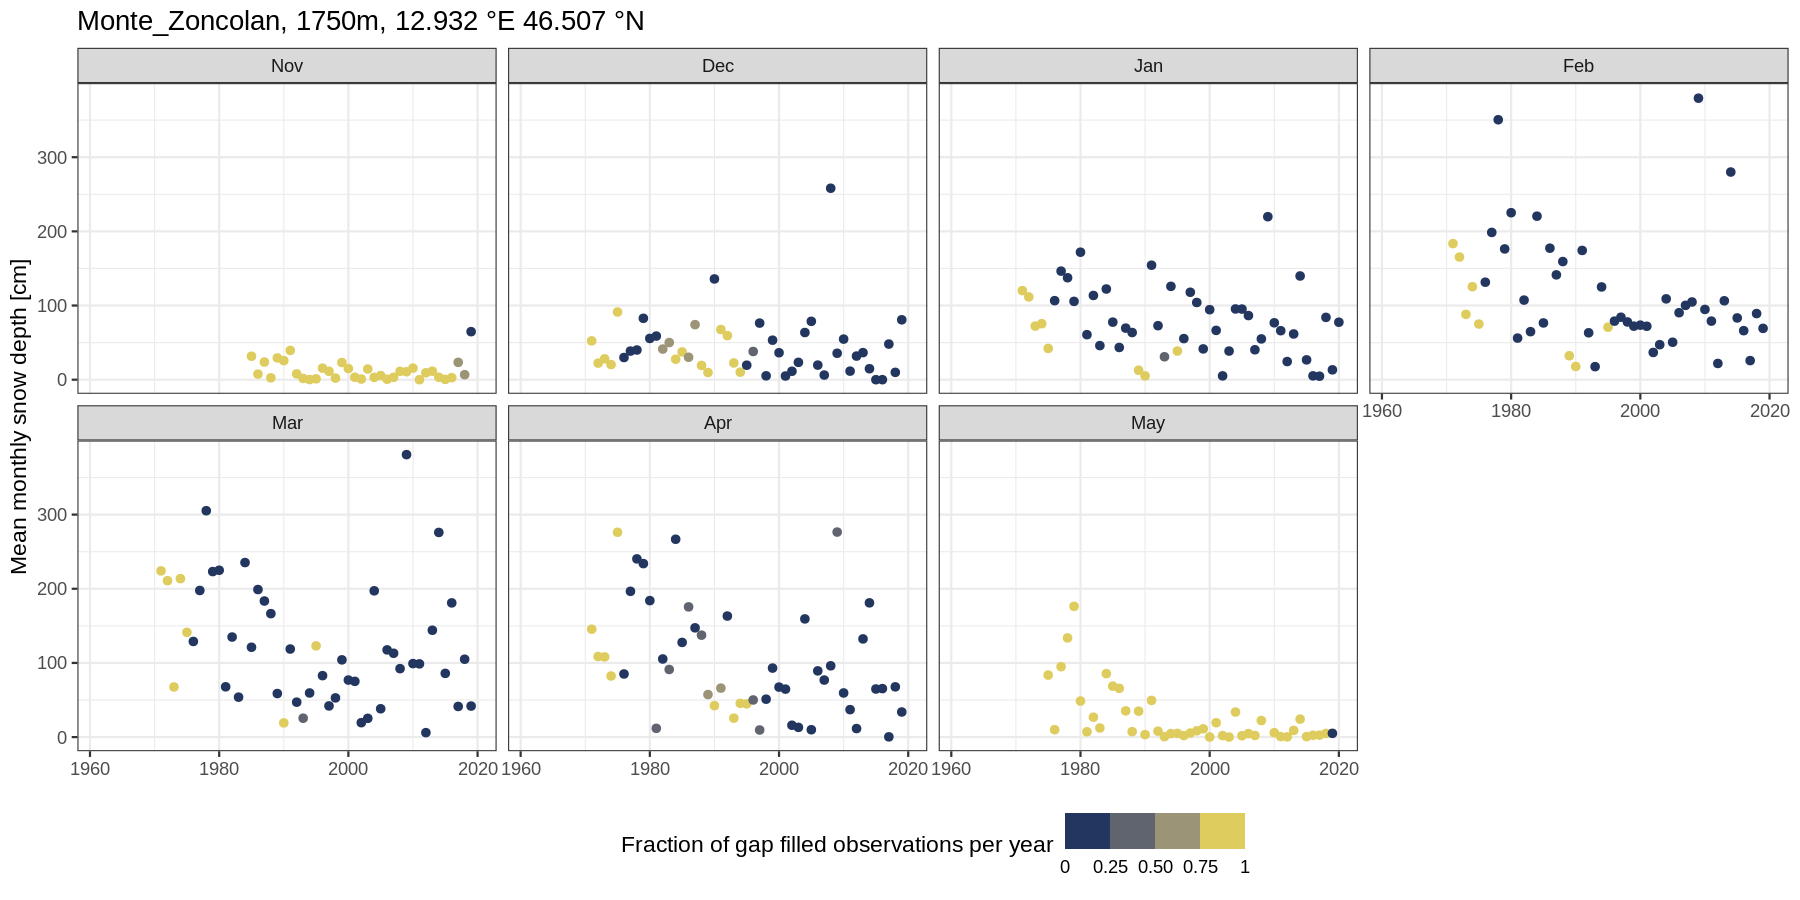 Monte_Zoncolan, 1750m, 12.932 °E 46.507 °N
Nov Dec Jan Feb
300
200
100
0
1960 1980 2000 2020
Mar Apr May
300
200
100
0
1960 1980 2000 2020 1960 1980 2000 2020 1960 1980 2000 2020
Mean monthly snow depth [cm]
Fraction of gap filled observations per year
0 0.25 0.50 0.75 1